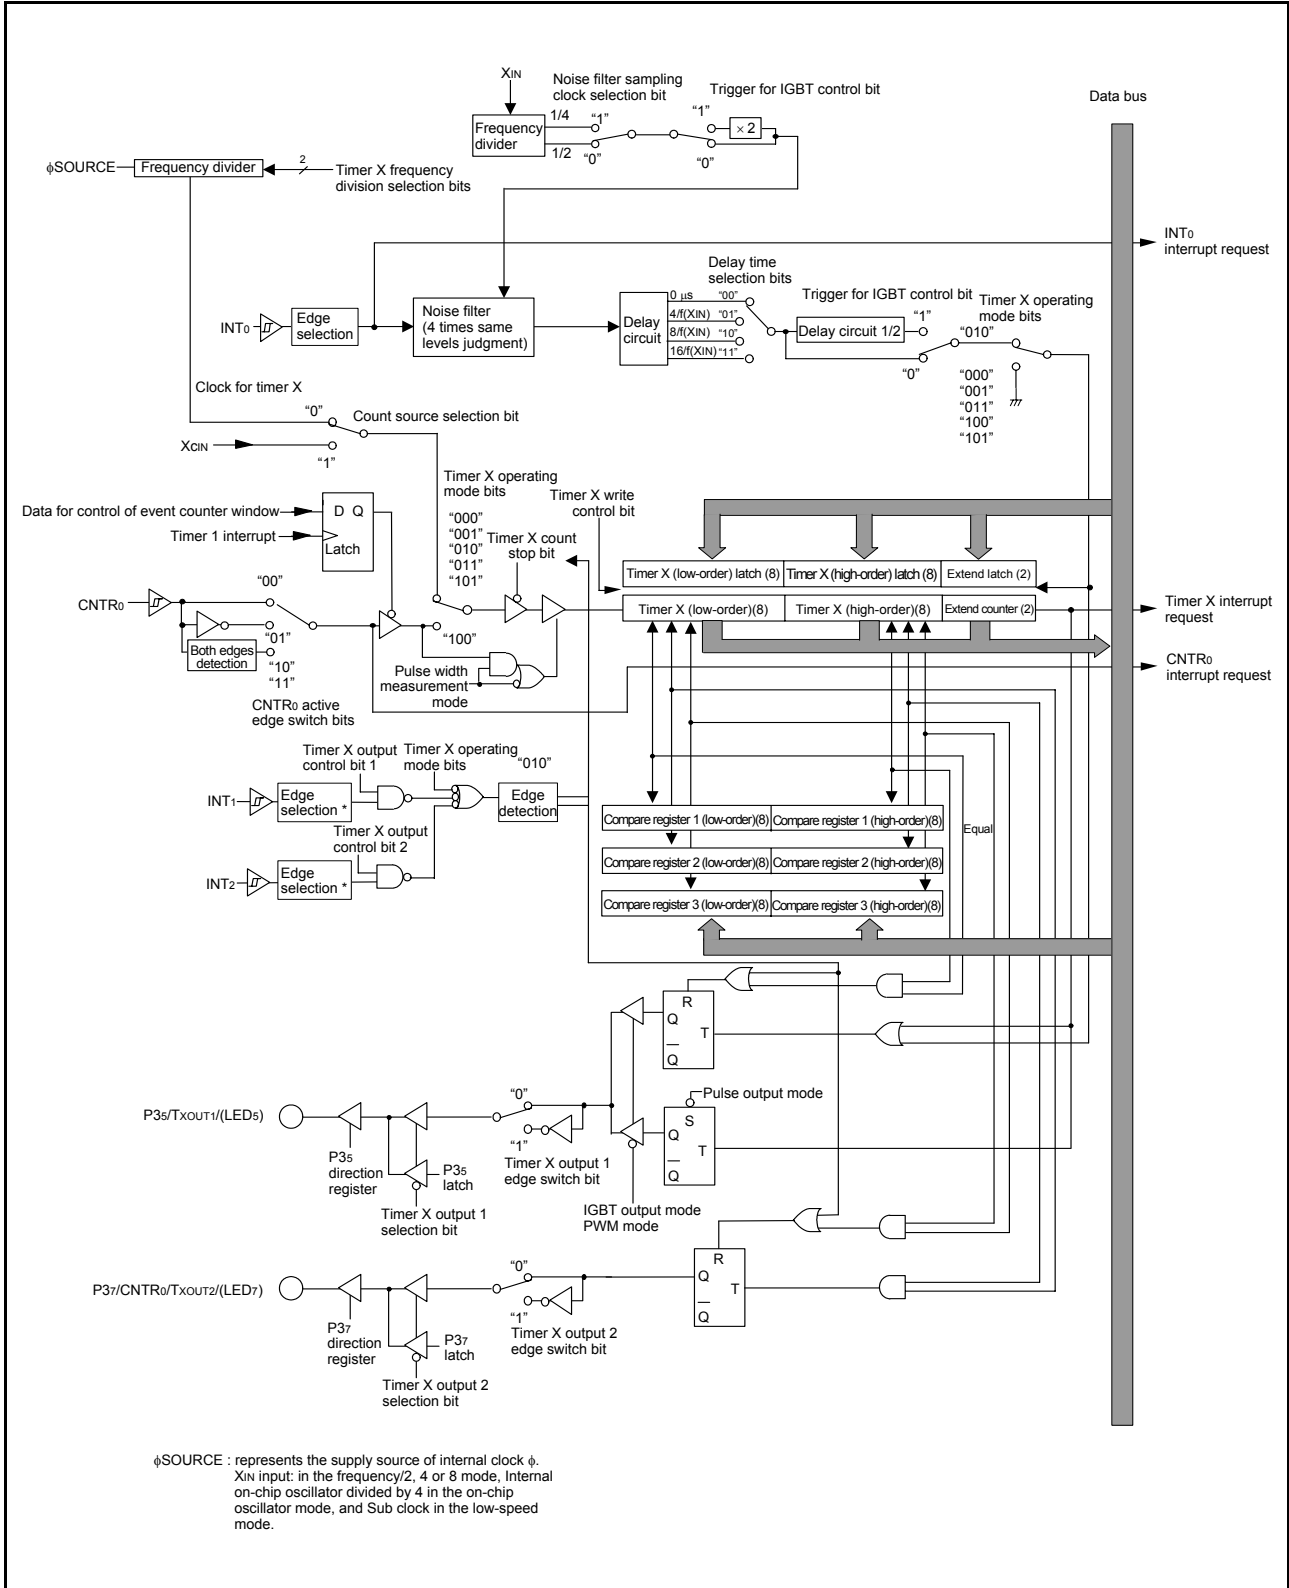 XIN
Noise filter sampling
clock selection bit
Trigger for IGBT control bit
Data bus
1/4
"1"
"1"
Frequency
divider
× 2
1/2
"0"
"0"
ϕSOURCE
Frequency divider
2
Timer X frequency
division selection bits
INT0
interrupt request
Delay time
selection bits
Trigger for IGBT control bit
Timer X operating
mode bits
INT0
Edge
selection
Noise filter
(4 times same
levels judgment)
Delay
circuit
0 μs
"00"
4/f(XIN)
"01"
8/f(XIN)
"10"
16/f(XIN)
"11"
Delay circuit 1/2
"1"
"0"
"010"
"000"
"001"
"011"
"100"
"101"
Clock for timer X
"0"
Count source selection bit
XCIN
"1"
Timer X operating
mode bits
Timer X write
control bit
Data for control of event counter window
D Q
Timer 1 interrupt
Latch
"000"
"001"
"010"
"011"
"101"
Timer X count
stop bit
Timer X (low-order) latch (8)
Timer X (high-order) latch (8)
Extend latch (2)
"00"
CNTR0
Timer X (low-order)(8)
Timer X (high-order)(8)
Extend counter (2)
Timer X interrupt
request
"01"
"100"
Both edges
detection
"10"
"11"
Pulse width
measurement
mode
CNTR0
interrupt request
CNTR0 active
edge switch bits
Timer X output
control bit 1
Timer X operating
mode bits
"010"
INT1
Edge
selection *
Edge
detection
Compare register 1 (low-order)(8)
Compare register 1 (high-order)(8)
Equal
Timer X output
control bit 2
Compare register 2 (low-order)(8)
Compare register 2 (high-order)(8)
INT2
Edge
selection *
Compare register 3 (low-order)(8)
Compare register 3 (high-order)(8)
R
Q
T
Q
Pulse output mode
"0"
S
P35/TXOUT1/(LED5)
Q
T
"1"
Q
P35
direction
register
P35
latch
Timer X output 1
edge switch bit
Timer X output 1
selection bit
IGBT output mode
PWM mode
"0"
R
P37/CNTR0/TXOUT2/(LED7)
Q
T
"1"
Q
P37
direction
register
P37
latch
Timer X output 2
edge switch bit
Timer X output 2
selection bit
ϕSOURCE : represents the supply source of internal clock ϕ.
XIN input: in the frequency/2, 4 or 8 mode, Internal
on-chip oscillator divided by 4 in the on-chip
oscillator mode, and Sub clock in the low-speed
mode.